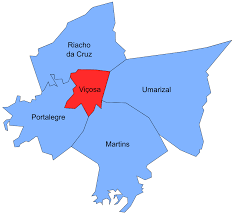 Riacho
da Cruz
Viçosa
Umarizal
Portalegre
Martins